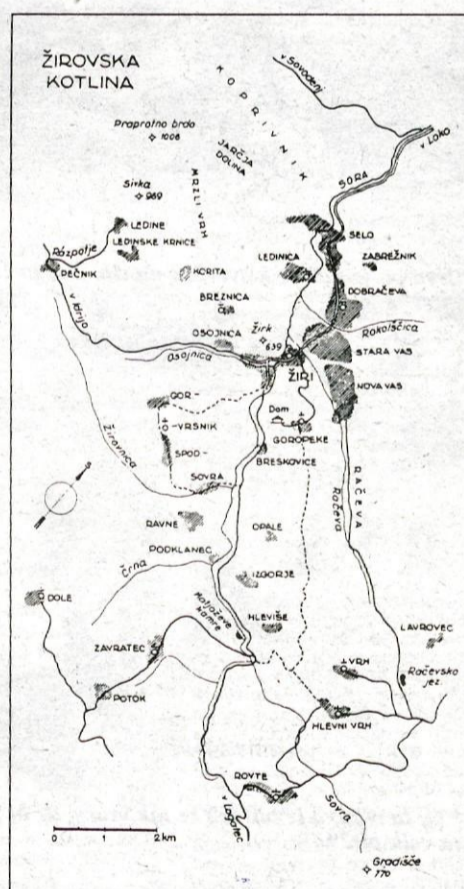 ŽIROVSKA
KOTLINA
v Sovodenj
KOPRIVNIK
v Loko
Praprotno brdo
1006
JARČJA
DOLINA
SORA
Sirka
969
MRZLI VRH
LEDINE
LEDINSKE KRNICE
SELO
Razpotje
PEČNIK
KORITA
LEDINICA
ZABREŽNIK
v Idrijo
BREZNICA
DOBRAČEVA
Žirk
639
Rakoiščica
OSOJNICA
Osojnica
STARA VAS
ŽIRI
NOVA VAS
GOR-
Dom
VRSNIK
GOROPEKE
SPOD-
BRESKOVICE
Žirovnica
SOVRA
RAČEVA
Račeva
S
RAVNE
OPALE
PODKLANEC
Črna
IZGORJE
DOLE
HLEVIŠE
LAVROVEC
ZAVRATEC
VRH
Račevsko
jez.
POTOK
HLEVNI VRH
ROVTE
Sovra
0 1 2 km
Gradišče
770